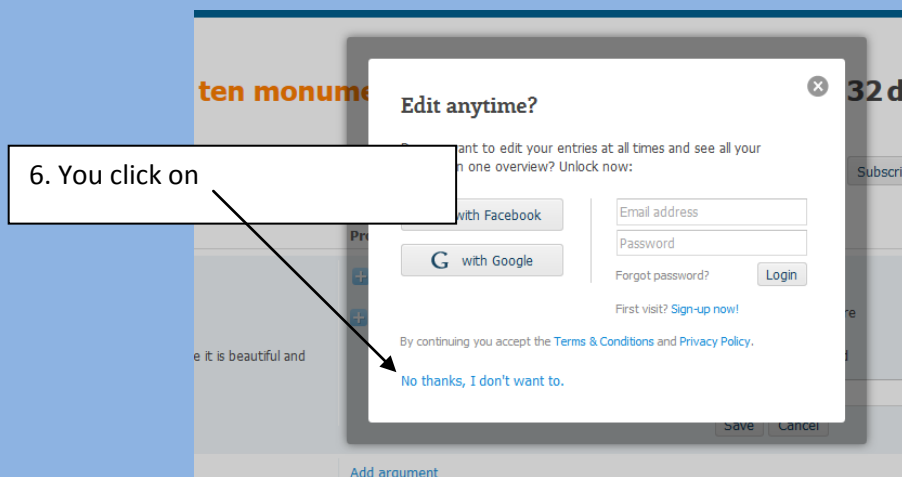 ten monume
32 d
Edit anytime?
ant to edit your entries at all times and see all your
n one overview? Unlock now:
6. You click on
Subscri
with Facebook
Email address
Pr
Password
G with Google
Forgot password?
Login
First visit? Sign-up now!
re
By continuing you accept the Terms & Conditions and Privacy Policy.
e it is beautiful and
No thanks, I don't want to.
Save
Cancel
Add argument